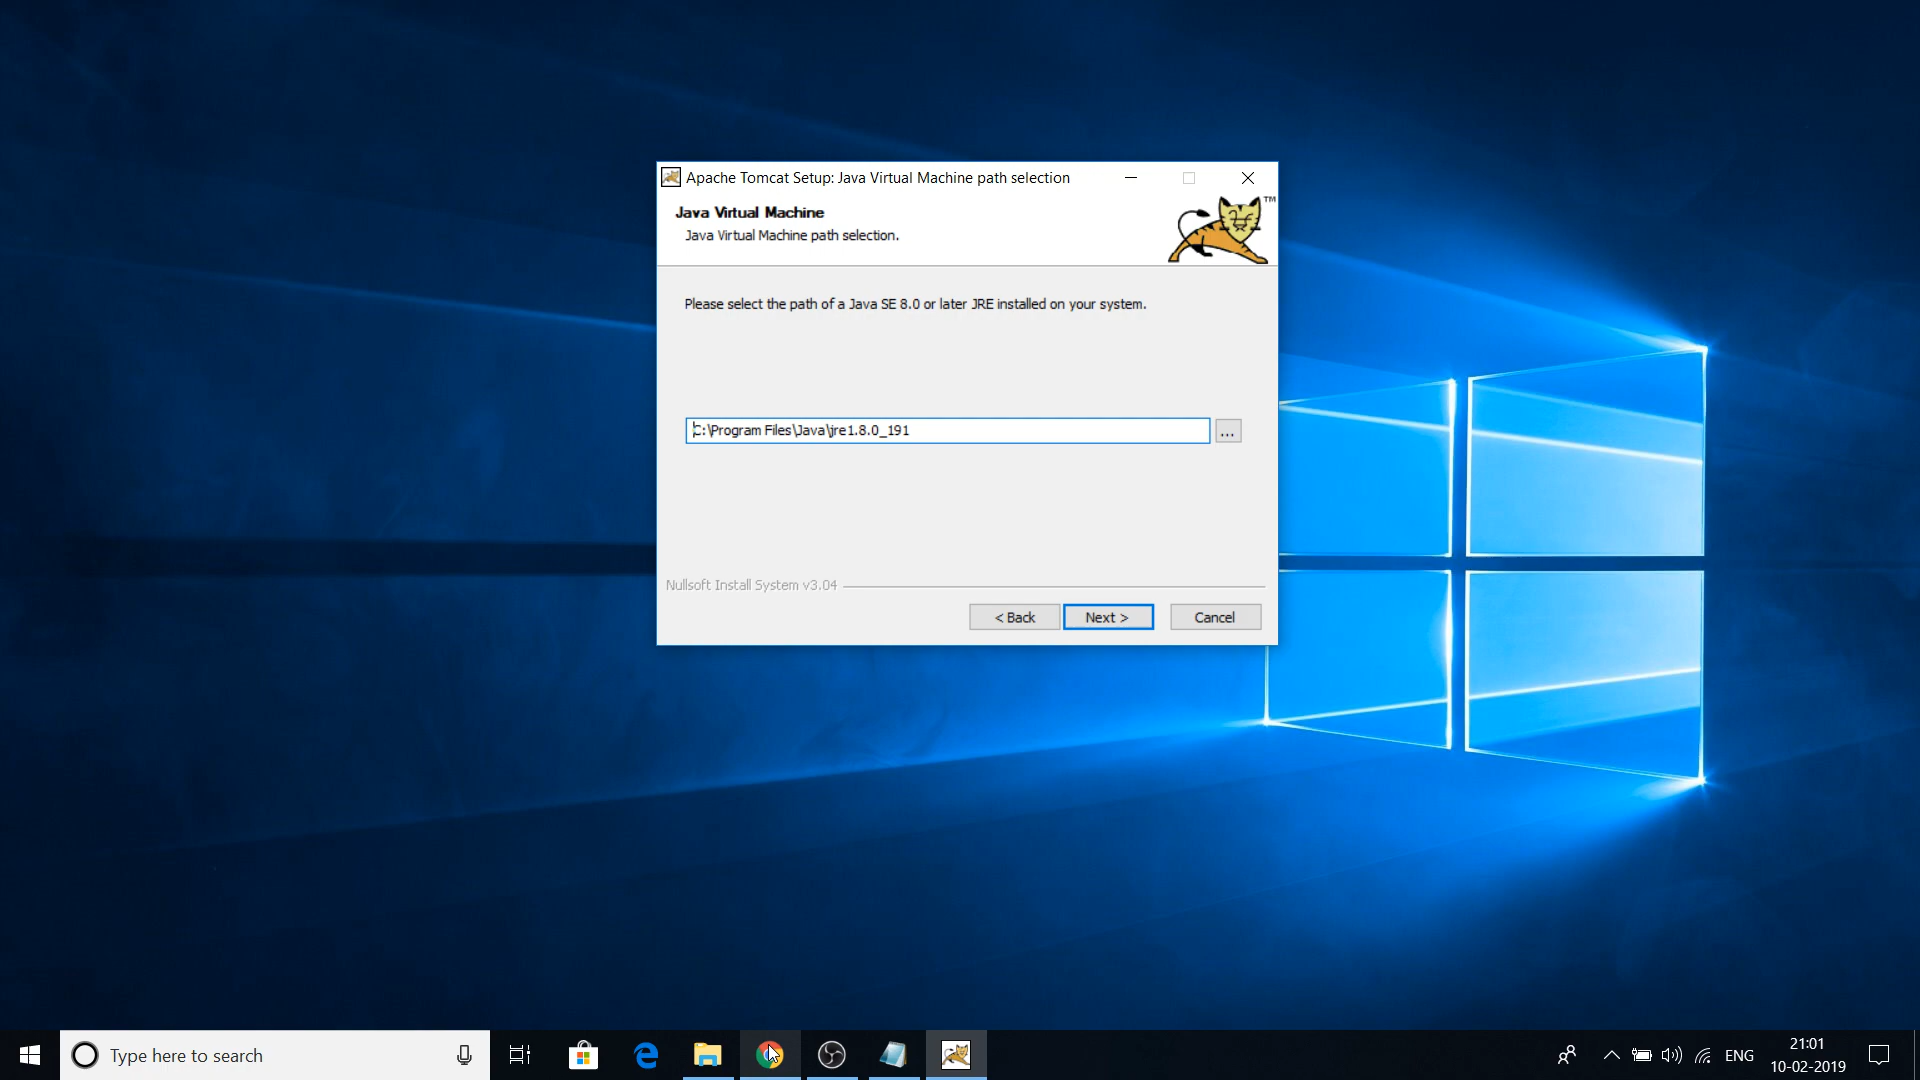 Apache Tomcat Setup: Java Virtual Machine path selection
Java Virtual Machine
Java Virtual Machine path selection.
TM
Please select the path of a Java SE 8.0 or later JRE installed on your system.
C:\Program Files\Java\jre1.8.0_191
...
Nullsoft Install System v3.04
< Back
Next >
Cancel
Type here to search
ENG
21:01
10-02-2019